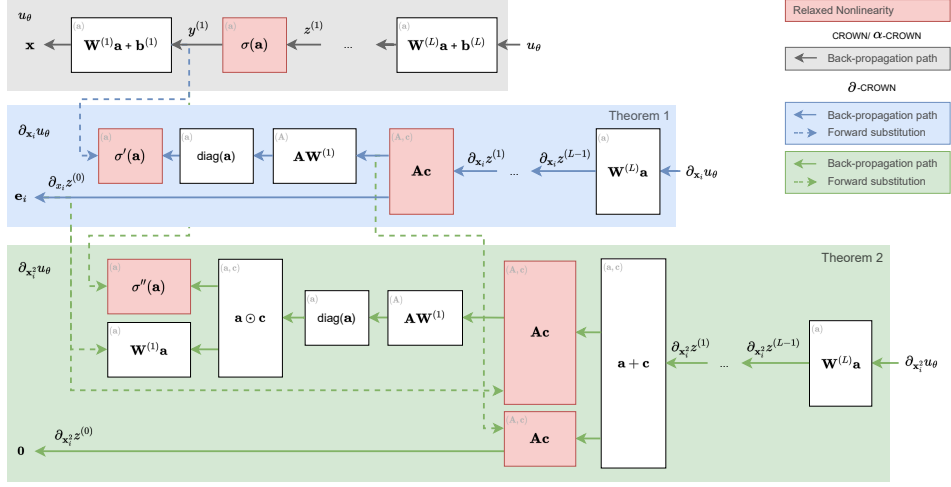 u_θ
x
(a)
W^(1)a + b^(1)
y^(1)
(a)
σ(a)
z^(1)
...
(a)
W^(L)a + b^(L)
u_θ
Relaxed Nonlinearity
CROWN/ α-CROWN
Back-propagation path
∂-CROWN
Back-propagation path
Forward substitution
Back-propagation path
Forward substitution
Theorem 1
∂_{x_i}u_θ
(a)
σ′(a)
(a)
diag(a)
(A)
AW^(1)
(A, c)
Ac
∂_{x_i}z^(1)
...
∂_{x_i}z^(L-1)
W^(L)a
(a)
∂_{x_i}u_θ
∂_{x_i}z^(0)
e_i
Theorem 2
∂_{x_i^2}u_θ
(a)
σ″(a)
(a)
W^(1)a
(a, c)
a ⊙ c
(a)
diag(a)
(A)
AW^(1)
(A, c)
Ac
(A, c)
Ac
(a, c)
a + c
∂_{x_i^2}z^(1)
...
∂_{x_i^2}z^(L-1)
(a)
W^(L)a
∂_{x_i^2}u_θ
∂_{x_i^2}z^(0)
0